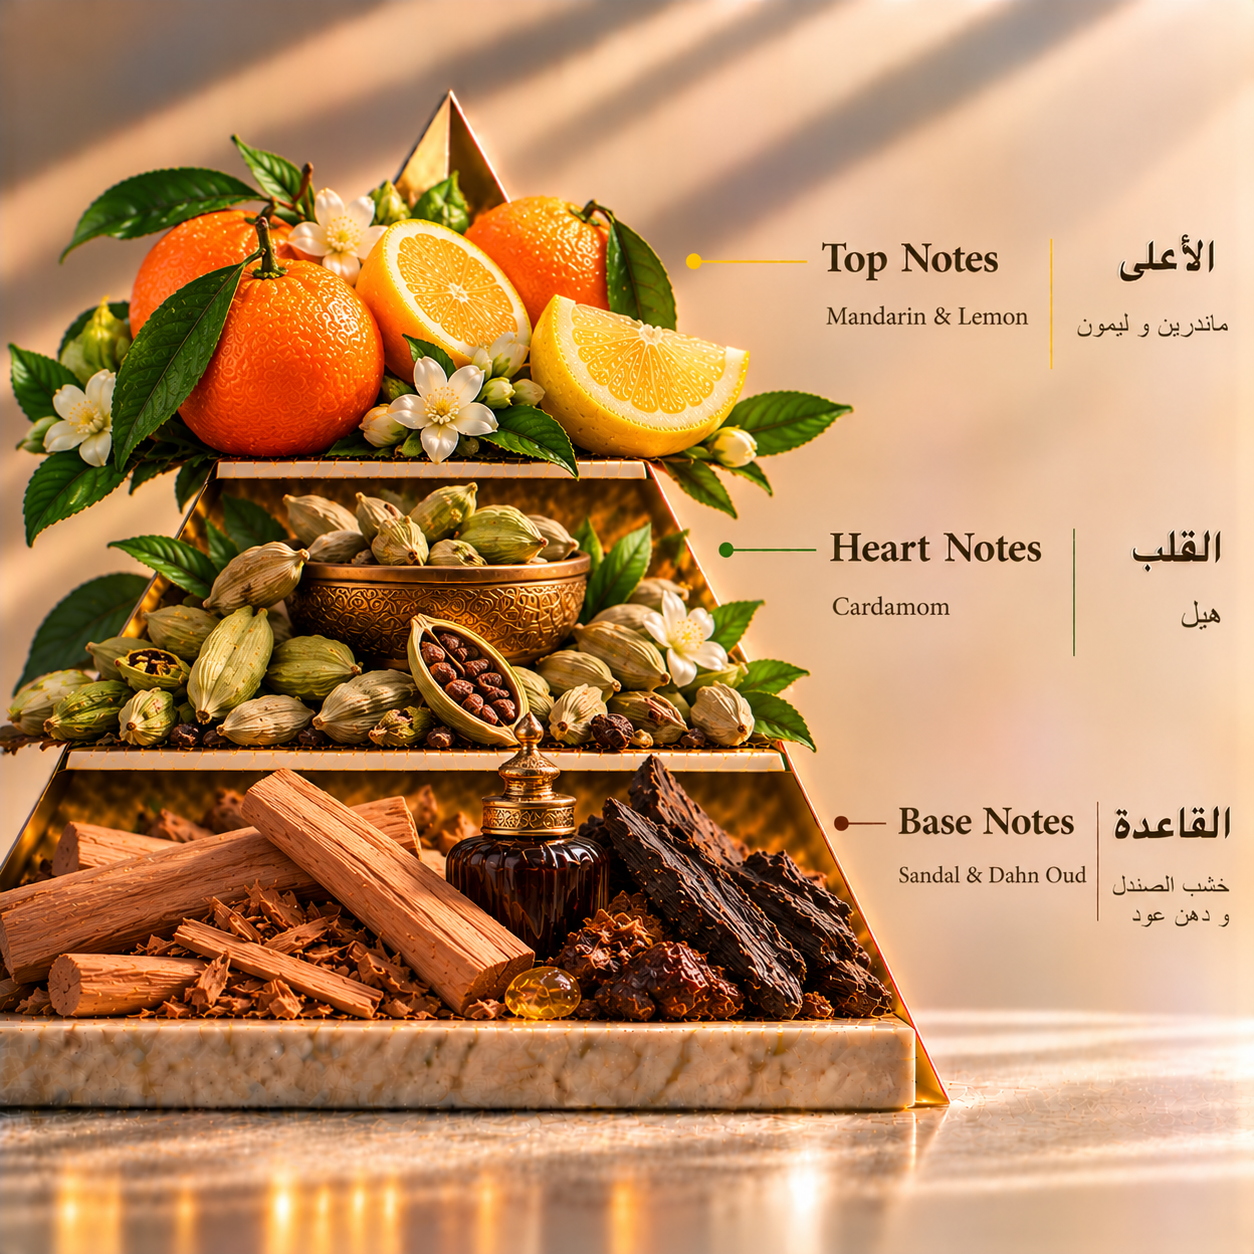 Top Notes
الأعلى
Mandarin & Lemon
ماندرين و ليمون
Heart Notes
القلب
Cardamom
هيل
Base Notes
القاعدة
Sandal & Dahn Oud
خشب الصندل
و دهن عود